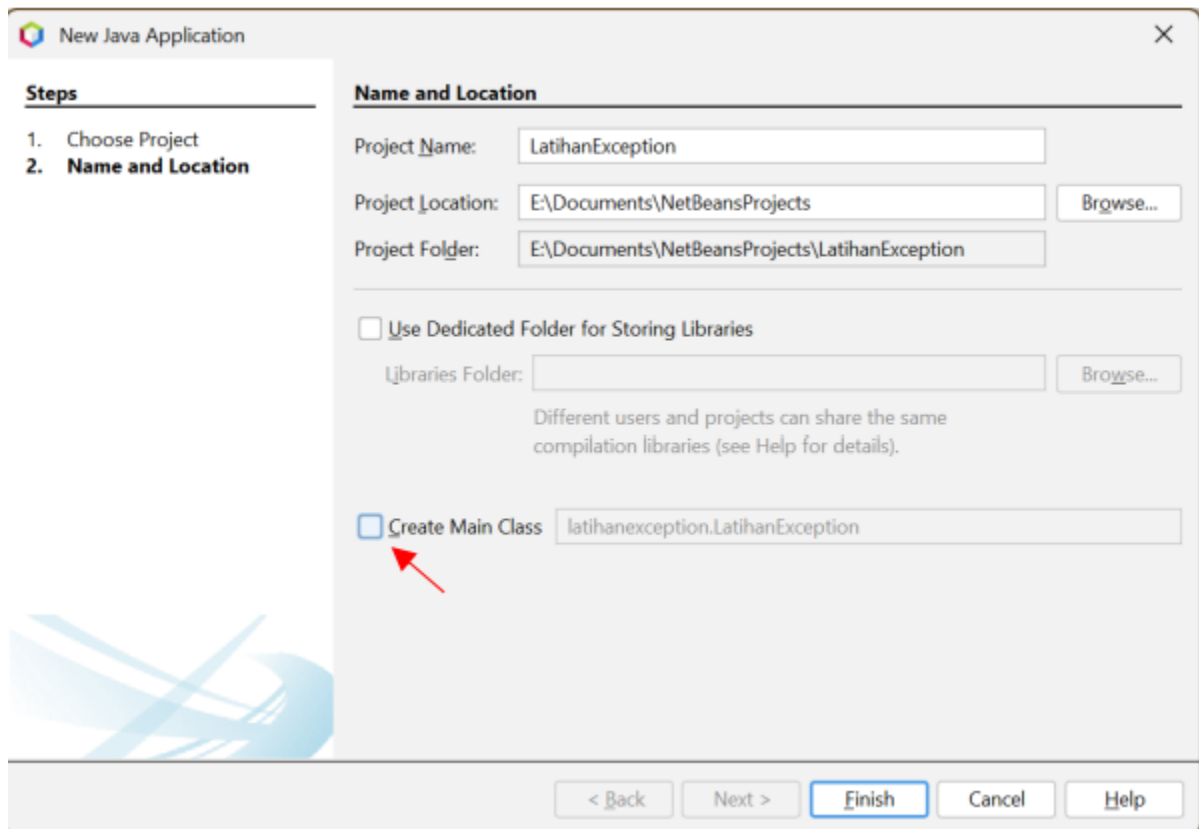 New Java Application
Steps
1. Choose Project
2. Name and Location
Name and Location
Project Name: LatihanException
Project Location: E:\Documents\NetBeansProjects Browse...
Project Folder: E:\Documents\NetBeansProjects\LatihanException
Use Dedicated Folder for Storing Libraries
Libraries Folder: Browse...
Different users and projects can share the same
compilation libraries (see Help for details).
Create Main Class latihanexception.LatihanException
< Back Next > Finish Cancel Help